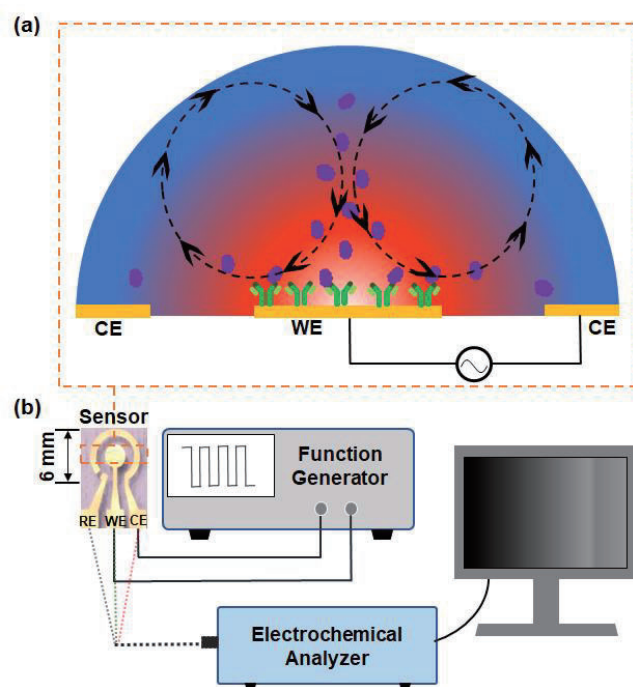 (a)
CE
WE
CE
(b)
Sensor
6 mm
RE WE CE
Function
Generator
Electrochemical
Analyzer